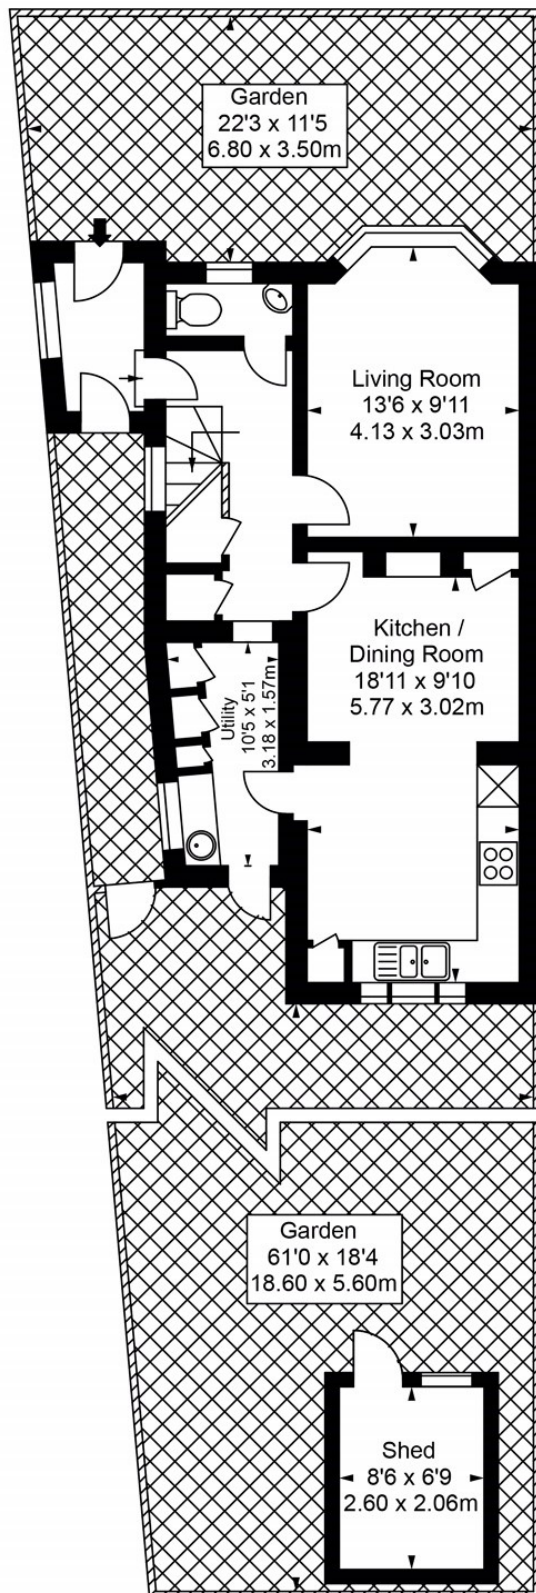 Garden
22'3 x 11'5
6.80 x 3.50m
Living Room
13'6 x 9'11
4.13 x 3.03m
Kitchen /
Dining Room
18'11 x 9'10
5.77 x 3.02m
Utility
10'5 x 5'1
3.18 x 1.57m
Garden
61'0 x 18'4
18.60 x 5.60m
Shed
8'6 x 6'9
2.60 x 2.06m